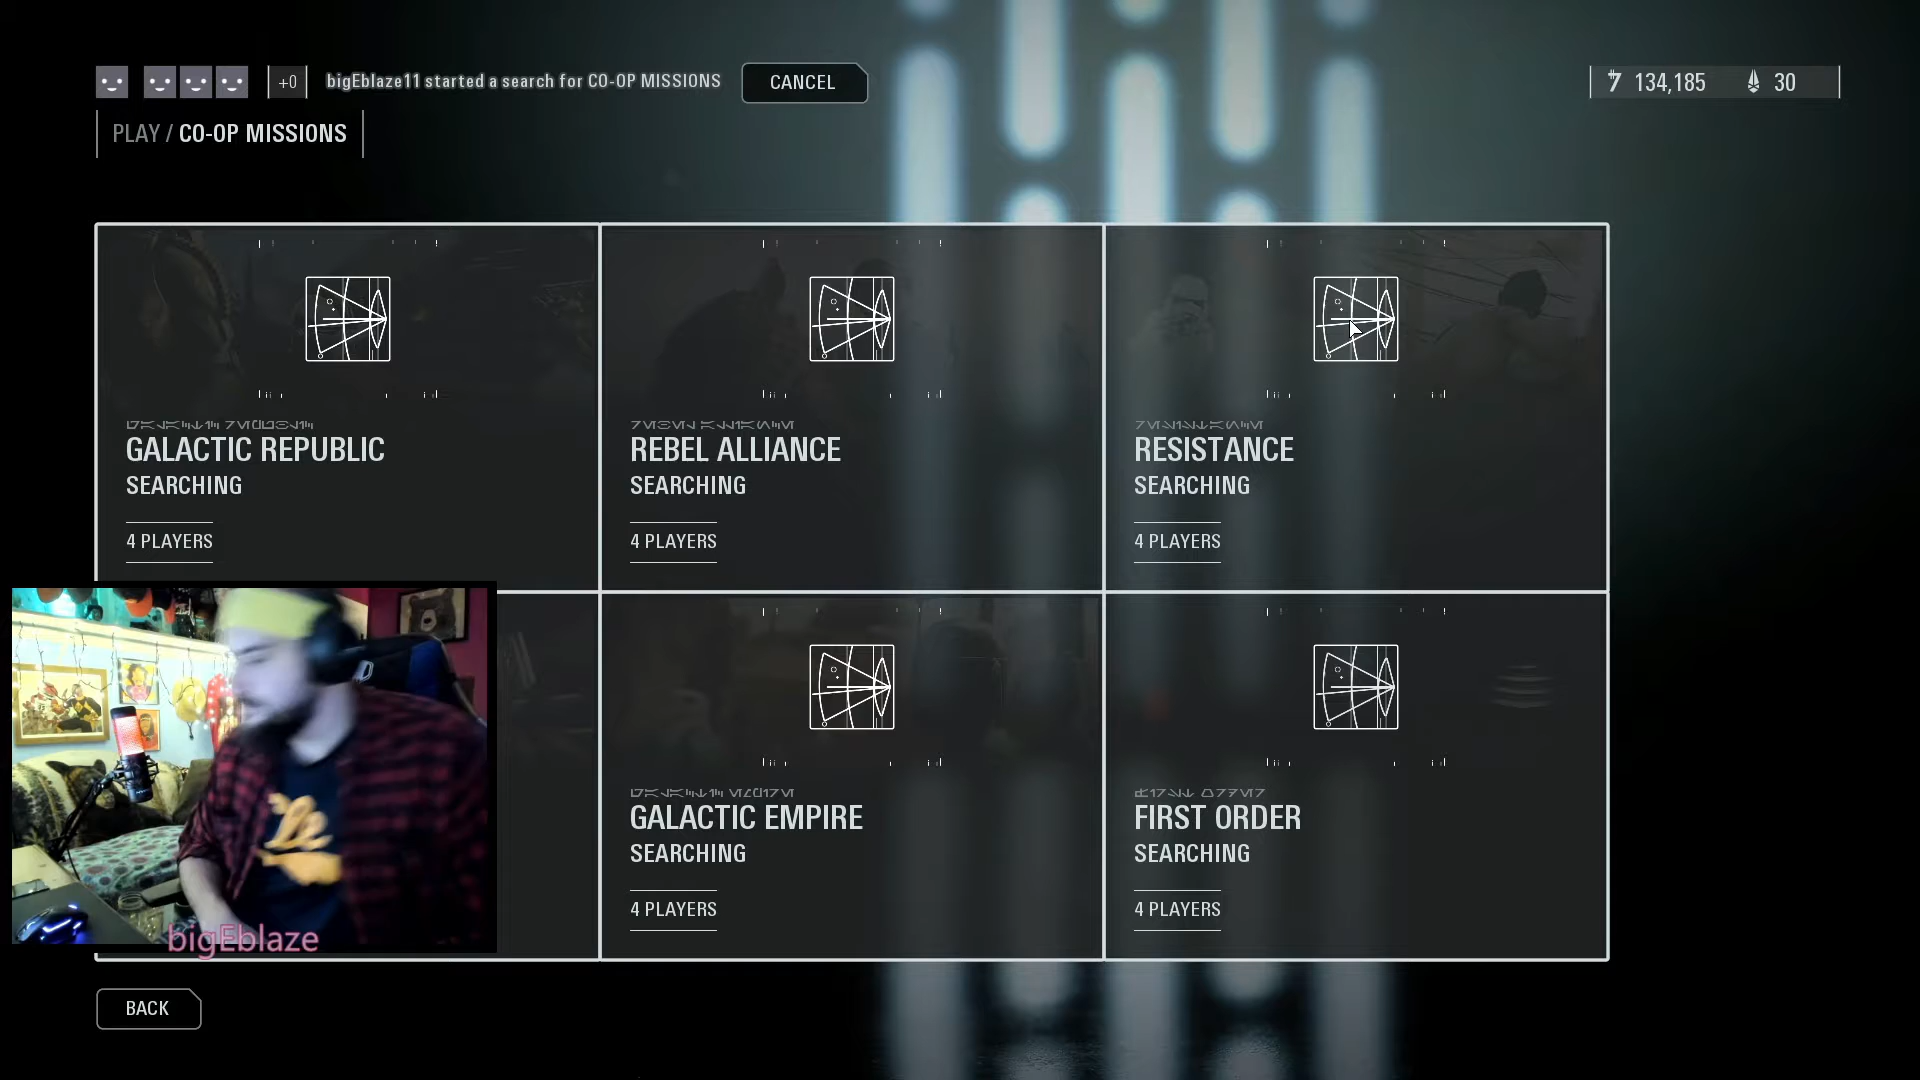 +0
bigEblaze11 started a search for CO-OP MISSIONS
CANCEL
134,185
30
PLAY / CO-OP MISSIONS
GALACTIC REPUBLIC
SEARCHING
4 PLAYERS
REBEL ALLIANCE
SEARCHING
4 PLAYERS
RESISTANCE
SEARCHING
4 PLAYERS
GALACTIC EMPIRE
SEARCHING
4 PLAYERS
FIRST ORDER
SEARCHING
4 PLAYERS
bigEblaze
BACK